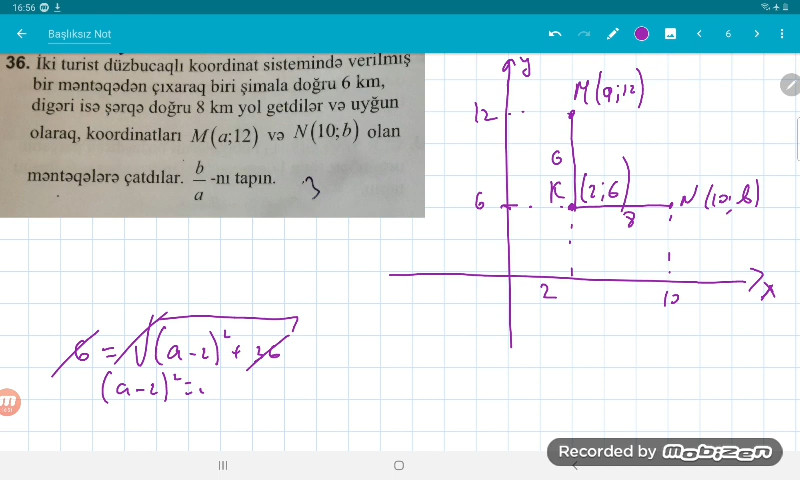 16:56
Başlıksız Not
6
36. İki turist düzbucaqlı koordinat sistemində verilmiş
bir məntəqədən çıxaraq biri şimala doğru 6 km,
digəri isə şərqə doğru 8 km yol getdilər və uyğun
olaraq, koordinatları M(a;12) və N(10;b) olan
məntəqələrə çatdılar. b/a -nı tapın. 3
y
M(a;12)
12
6
K (2;6)
6
8
N(10;b)
2
10
x
6 = √(a-2)² + 36
(a-2)² =
Recorded by mobizen